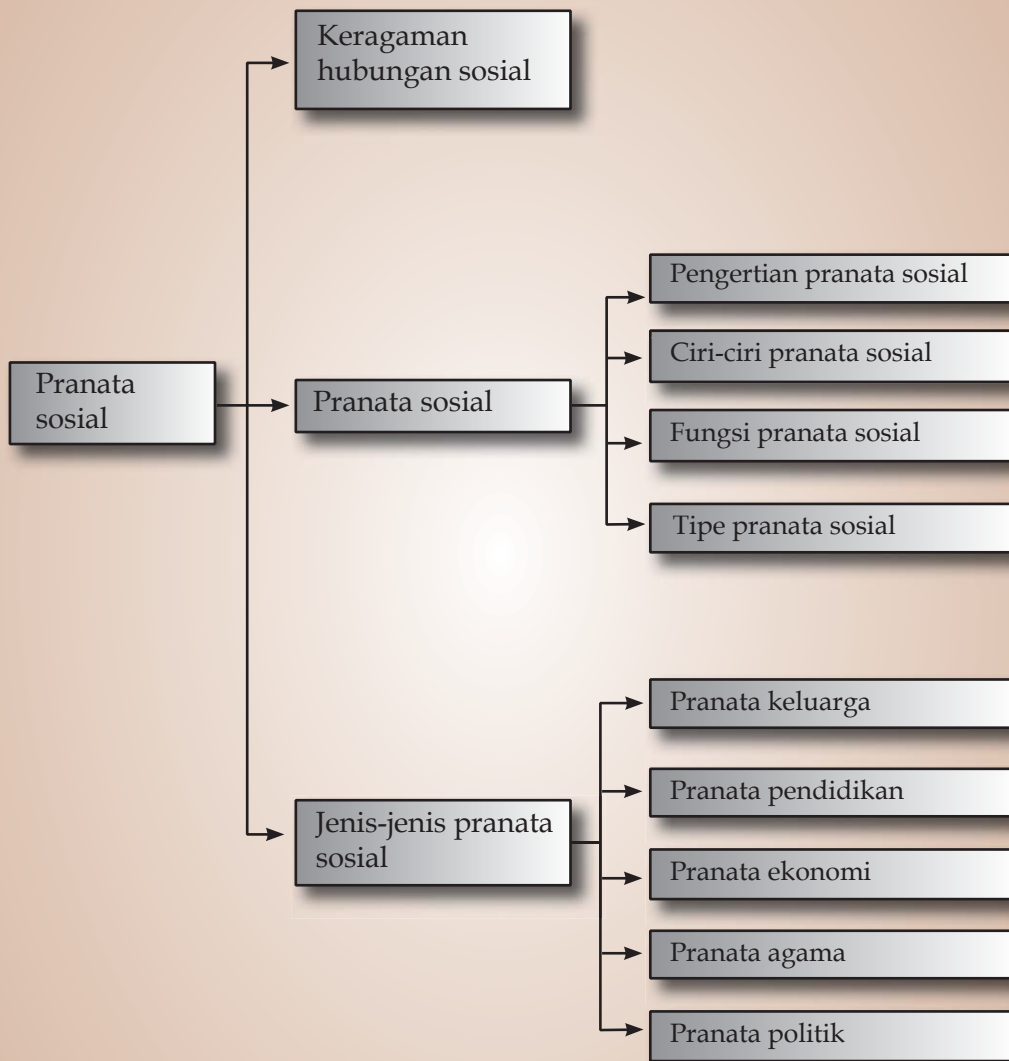 Keragaman
hubungan sosial
Pranata
sosial
Pranata sosial
Pengertian pranata sosial
Ciri-ciri pranata sosial
Fungsi pranata sosial
Tipe pranata sosial
Jenis-jenis pranata
sosial
Pranata keluarga
Pranata pendidikan
Pranata ekonomi
Pranata agama
Pranata politik